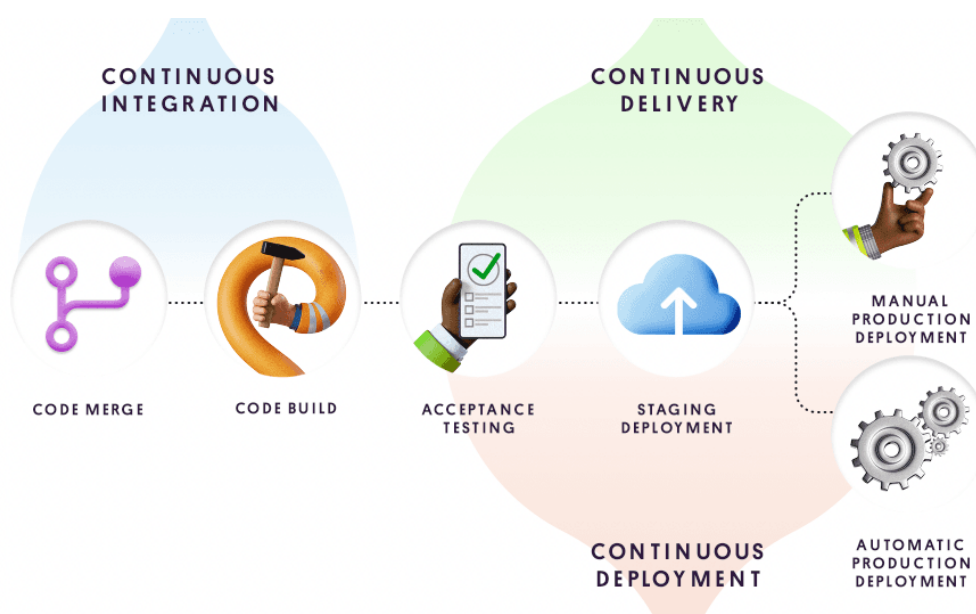 CONTINUOUS
INTEGRATION
CONTINUOUS
DELIVERY
CODE MERGE
CODE BUILD
ACCEPTANCE
TESTING
STAGING
DEPLOYMENT
MANUAL
PRODUCTION
DEPLOYMENT
CONTINUOUS
DEPLOYMENT
AUTOMATIC
PRODUCTION
DEPLOYMENT